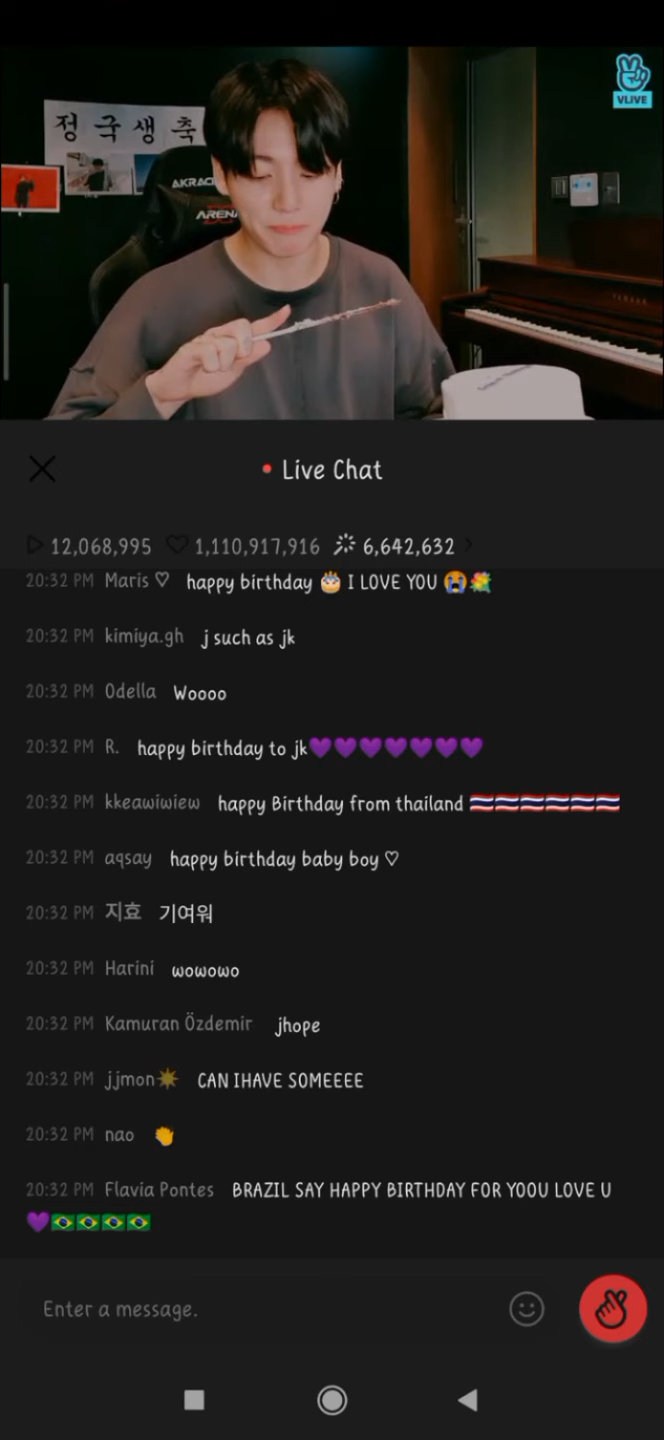 VLIVE
정국생축
AKRACING
ARENA
YAMAHA
Live Chat
12,068,995 1,110,917,916 6,642,632
20:32 PM Maris ♡ happy birthday 🎂 I LOVE YOU 😭💐
20:32 PM kimiya.gh j such as jk
20:32 PM Odella Woooo
20:32 PM R. happy birthday to jk💜💜💜💜💜💜💜
20:32 PM kkeawiwiew happy Birthday from thailand 🇹🇭🇹🇭🇹🇭🇹🇭🇹🇭🇹🇭
20:32 PM aqsay happy birthday baby boy ♡
20:32 PM 지효 기여워
20:32 PM Harini wowowo
20:32 PM Kamuran Özdemir jhope
20:32 PM jjmon☀ CAN IHAVE SOMEEEE
20:32 PM nao 👏
20:32 PM Flavia Pontes BRAZIL SAY HAPPY BIRTHDAY FOR YOOU LOVE U
💜🇧🇷🇧🇷🇧🇷🇧🇷
Enter a message.